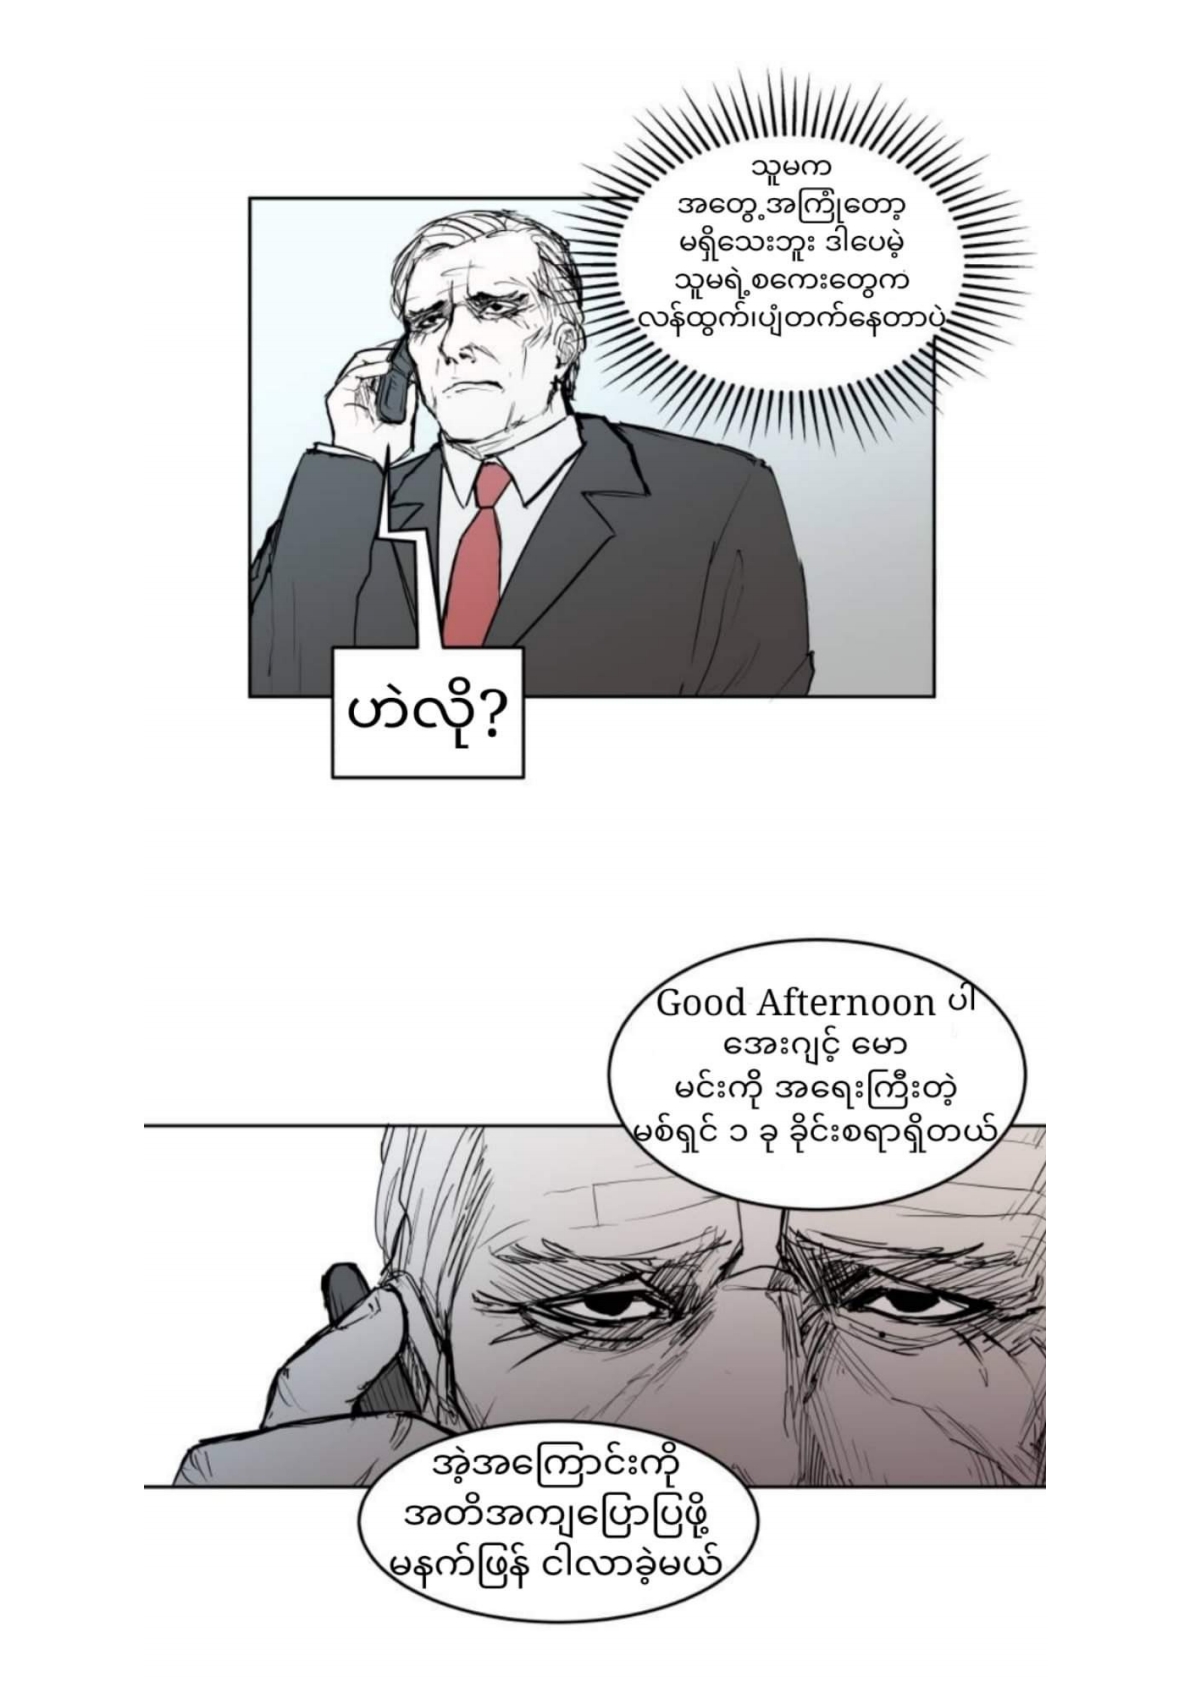 သူမက
အတွေ့အကြုံတော့
မရှိသေးဘူး ဒါပေမဲ့
သူမရဲ့စကေးတွေက
လန်ထွက်၊ပျံတက်နေတာပဲ
ဟဲလို?
Good Afternoon ပါ
အေးဂျင့် မော
မင်းကို အရေးကြီးတဲ့
မစ်ရှင် ၁ ခု ခိုင်းစရာရှိတယ်
အဲ့အကြောင်းကို
အတိအကျပြောပြဖို့
မနက်ဖြန် ငါလာခဲ့မယ်